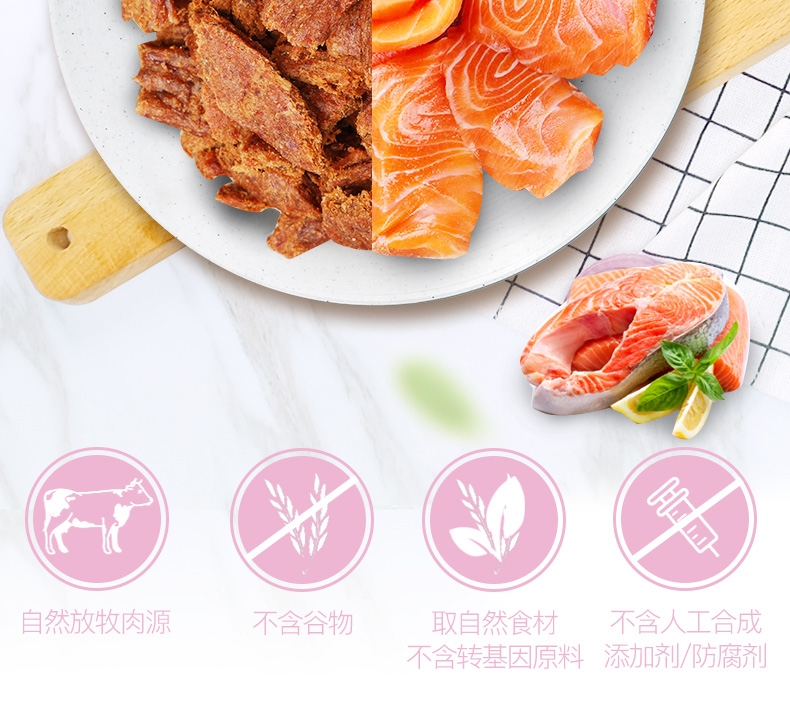 自然放牧肉源
不含谷物
取自然食材
不含转基因原料
不含人工合成
添加剂/防腐剂